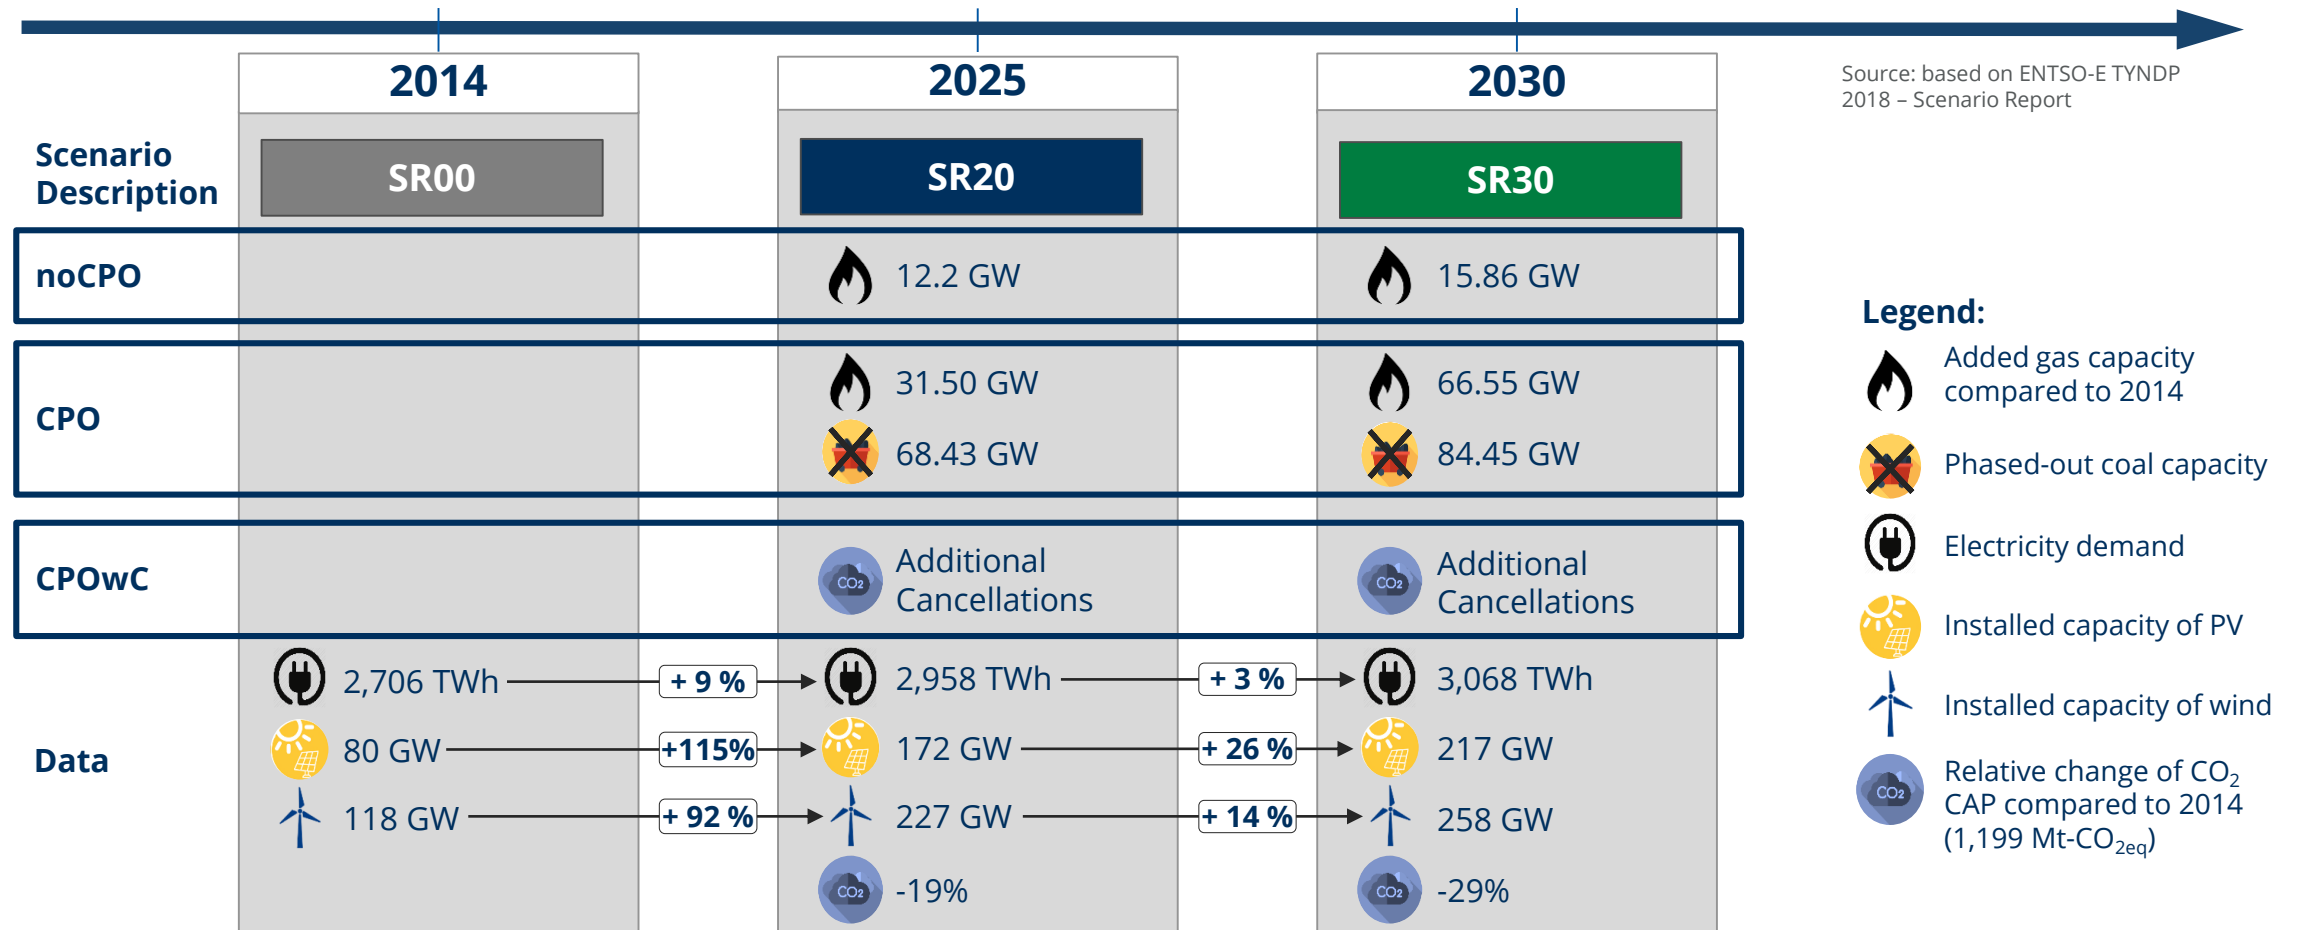 2014
2025
2030
Source: based on ENTSO-E TYNDP
2018 – Scenario Report
Scenario
Description
SR00
SR20
SR30
noCPO
12.2 GW
15.86 GW
CPO
31.50 GW
66.55 GW
68.43 GW
84.45 GW
CPOwC
CO2
Additional
Cancellations
CO2
Additional
Cancellations
Data
2,706 TWh
+ 9 %
2,958 TWh
+ 3 %
3,068 TWh
80 GW
+115%
172 GW
+ 26 %
217 GW
118 GW
+ 92 %
227 GW
+ 14 %
258 GW
CO2
-19%
CO2
-29%
Legend:
Added gas capacity
compared to 2014
Phased-out coal capacity
Electricity demand
Installed capacity of PV
Installed capacity of wind
CO2
Relative change of CO2
CAP compared to 2014
(1,199 Mt-CO2eq)